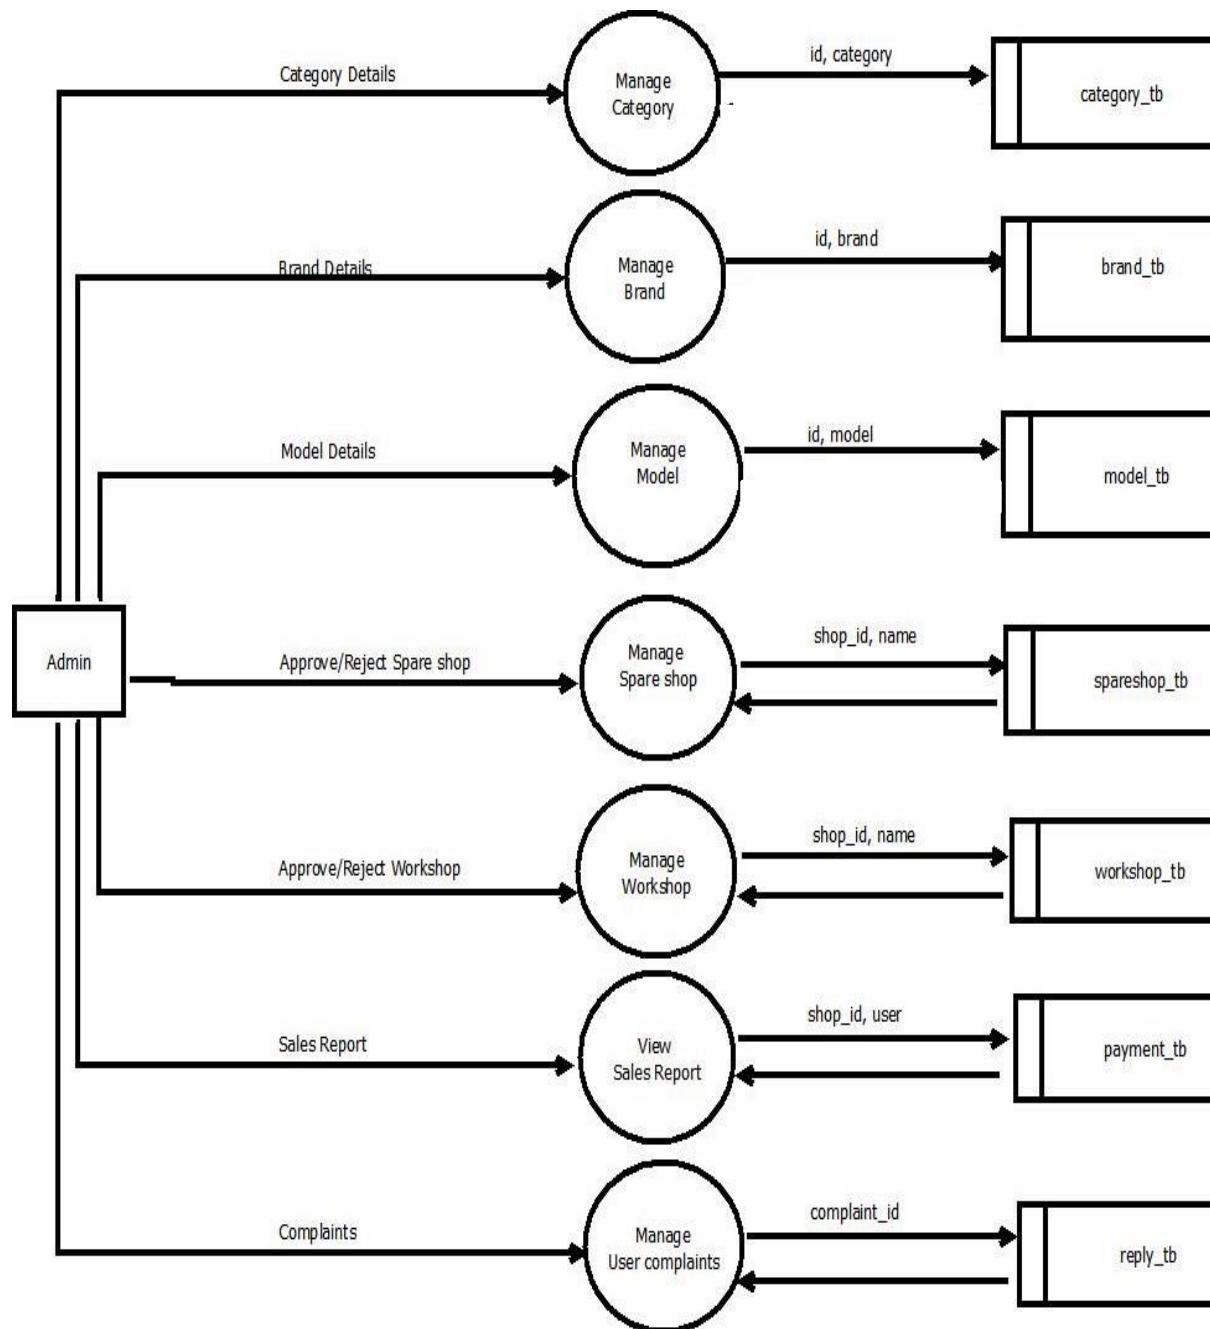 Category Details
Manage
Category
id, category
category_tb
Brand Details
Manage
Brand
id, brand
brand_tb
Model Details
Manage
Model
id, model
model_tb
Admin
Approve/Reject Spare shop
Manage
Spare shop
shop_id, name
spareshop_tb
Approve/Reject Workshop
Manage
Workshop
shop_id, name
workshop_tb
Sales Report
View
Sales Report
shop_id, user
payment_tb
Complaints
Manage
User complaints
complaint_id
reply_tb